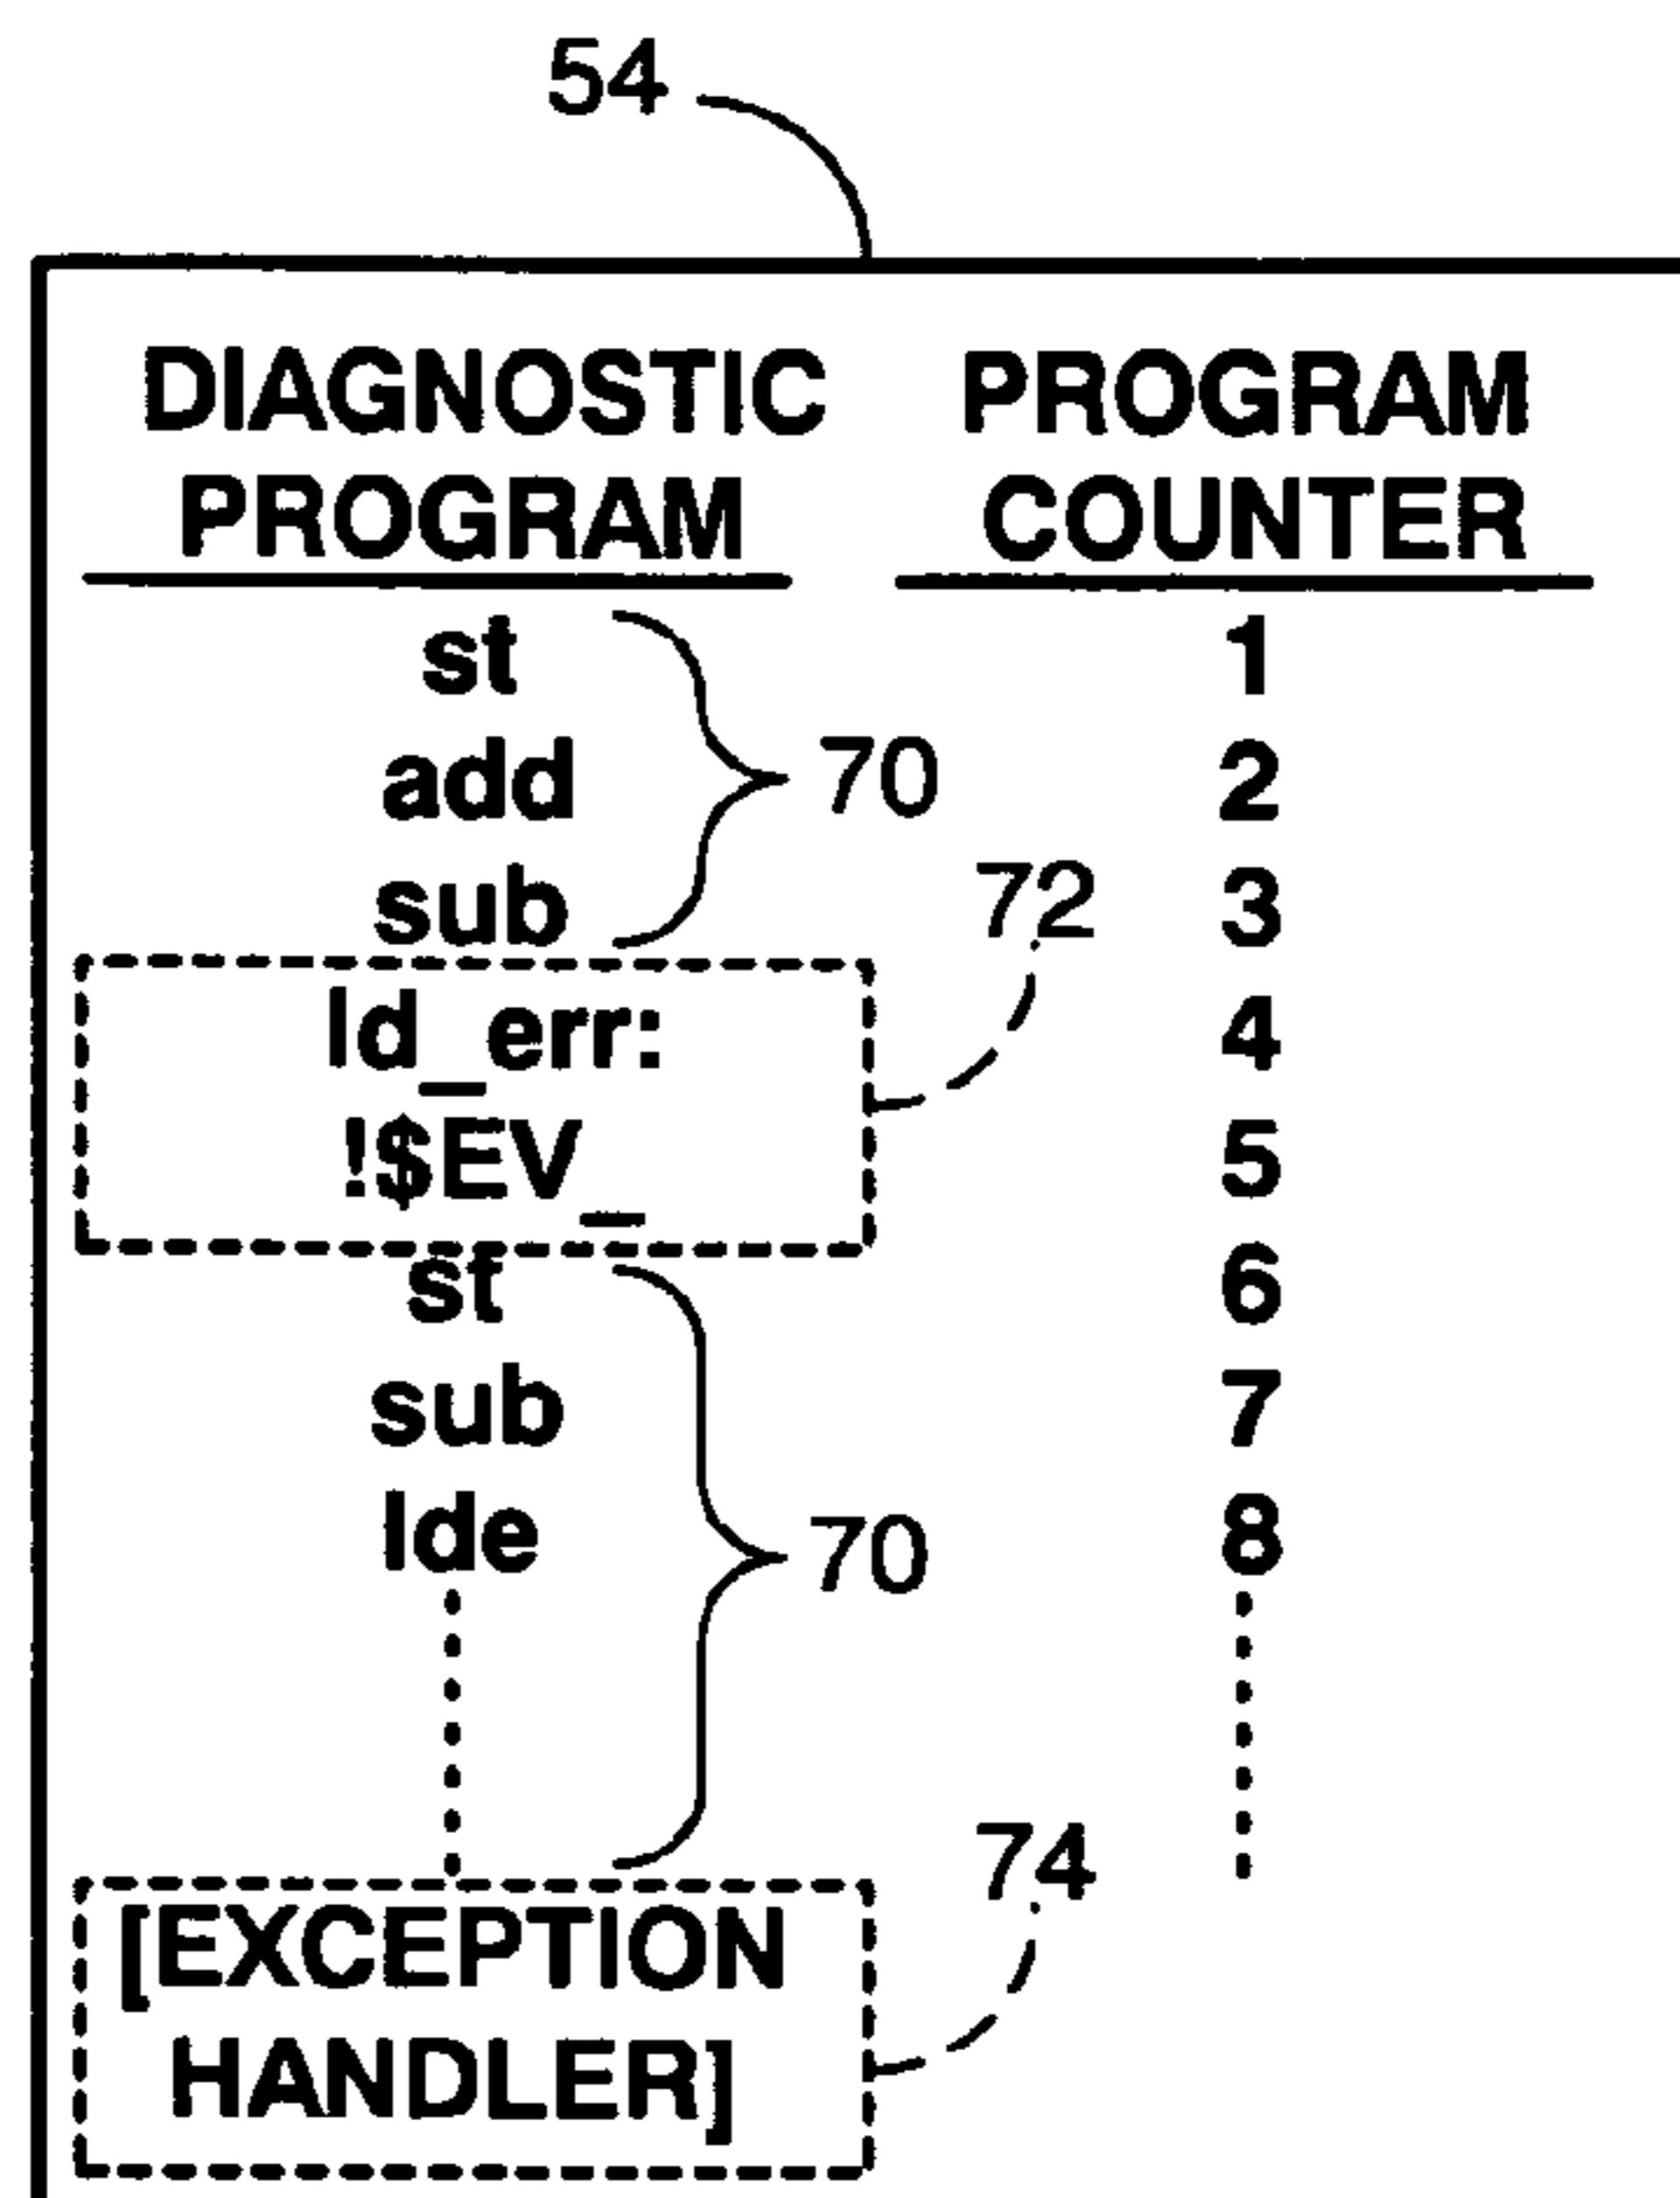 54
DIAGNOSTIC PROGRAM
PROGRAM COUNTER
st 1
add 70 2
sub 72 3
ld_err: 4
!$EV_ 5
st 6
sub 7
lde 70 8
74
[EXCEPTION
HANDLER]